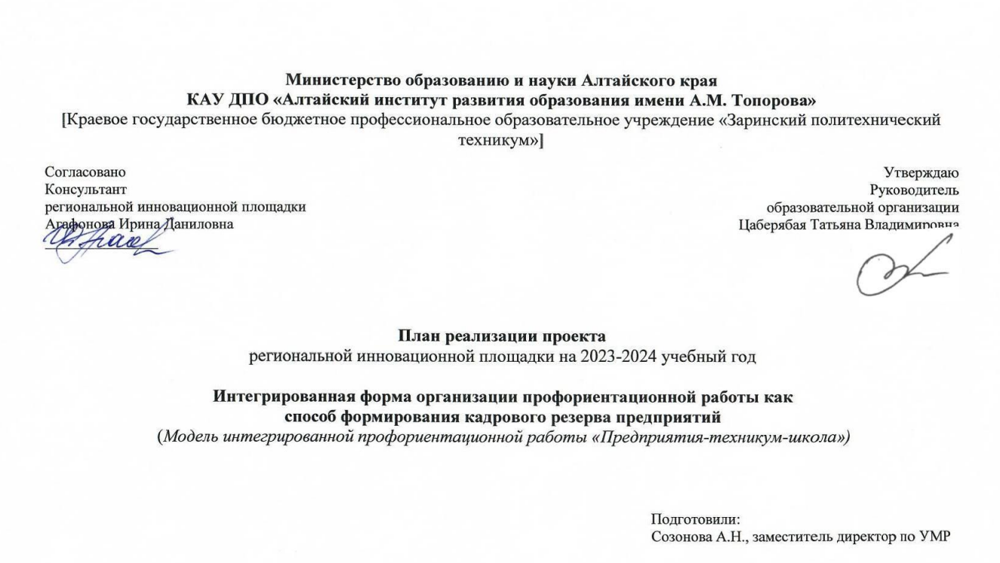 Министерство образованию и науки Алтайского края
КАУ ДПО «Алтайский институт развития образования имени А.М. Топорова»
[Краевое государственное бюджетное профессиональное образовательное учреждение «Заринский политехнический
техникум»]
Согласовано
Консультант
региональной инновационной площадки
Агафонова Ирина Даниловна
Утверждаю
Руководитель
образовательной организации
Цаберябая Татьяна Владимировна
План реализации проекта
региональной инновационной площадки на 2023-2024 учебный год
Интегрированная форма организации профориентационной работы как
способ формирования кадрового резерва предприятий
(Модель интегрированной профориентационной работы «Предприятия-техникум-школа»)
Подготовили:
Созонова А.Н., заместитель директор по УМР